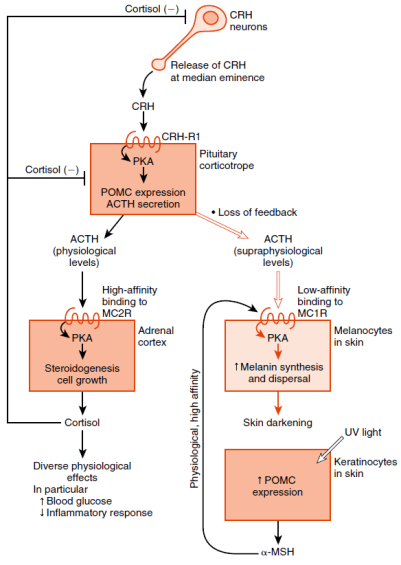 Cortisol (−)
CRH
neurons
Release of CRH
at median eminence
CRH
CRH-R1
PKA
Pituitary
corticotrope
Cortisol (−)
POMC expression
ACTH secretion
• Loss of feedback
ACTH
(physiological
levels)
ACTH
(supraphysiological
levels)
High-affinity
binding to
MC2R
Low-affinity
binding to
MC1R
PKA
Adrenal
cortex
Steroidogenesis
cell growth
PKA
Melanocytes
in skin
↑Melanin synthesis
and dispersal
Cortisol
Skin darkening
Physiological, high affinity
UV light
Diverse physiological
effects
In particular
↑Blood glucose
↓Inflammatory response
Keratinocytes
in skin
↑POMC
expression
α-MSH